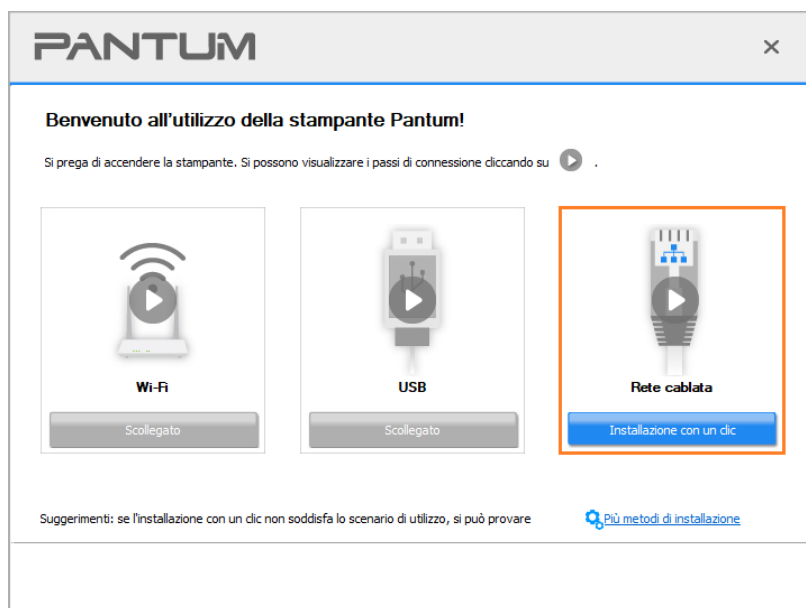 PANTUM
Benvenuto all'utilizzo della stampante Pantum!
Si prega di accendere la stampante. Si possono visualizzare i passi di connessione cliccando su .
Wi-Fi
USB
Rete cablata
Scollegato
Scollegato
Installazione con un clic
Suggerimenti: se l'installazione con un clic non soddisfa lo scenario di utilizzo, si può provare Più metodi di installazione